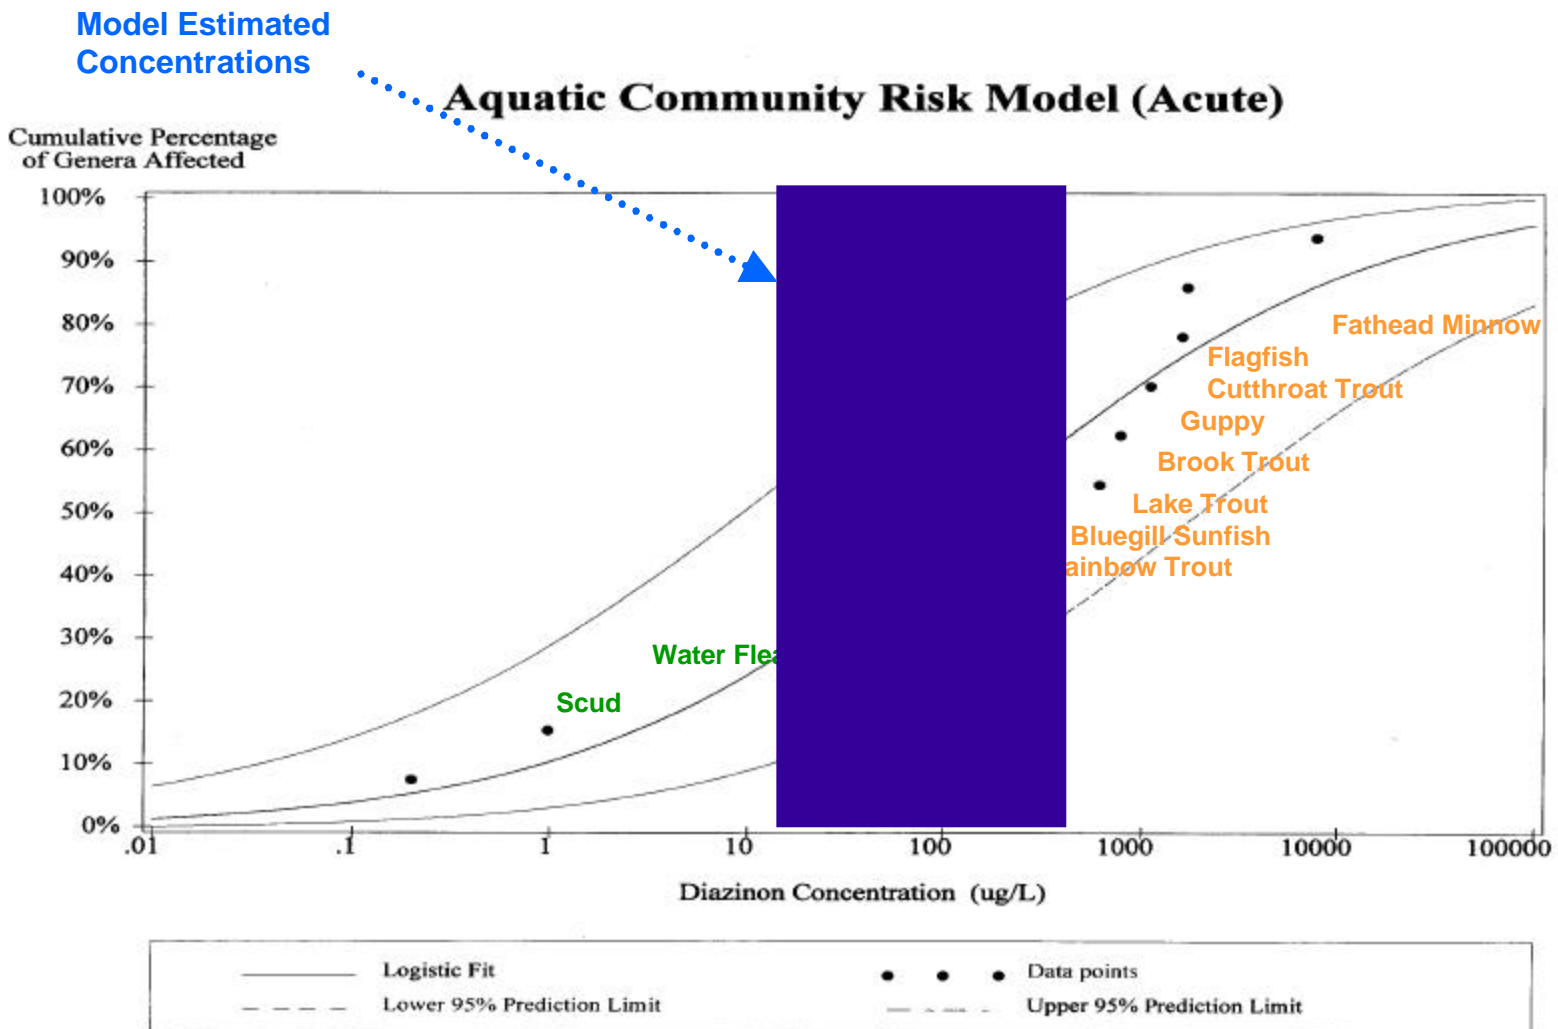 Model Estimated
Concentrations
Aquatic Community Risk Model (Acute)
Cumulative Percentage
of Genera Affected
100%
90%
80%
70%
60%
50%
40%
30%
20%
10%
0%
Fathead Minnow
Flagfish
Cutthroat Trout
Guppy
Brook Trout
Lake Trout
Bluegill Sunfish
ainbow Trout
Water Flea
Scud
.01 .1 1 10 100 1000 10000 100000
Diazinon Concentration (ug/L)
Logistic Fit Data points
Lower 95% Prediction Limit Upper 95% Prediction Limit